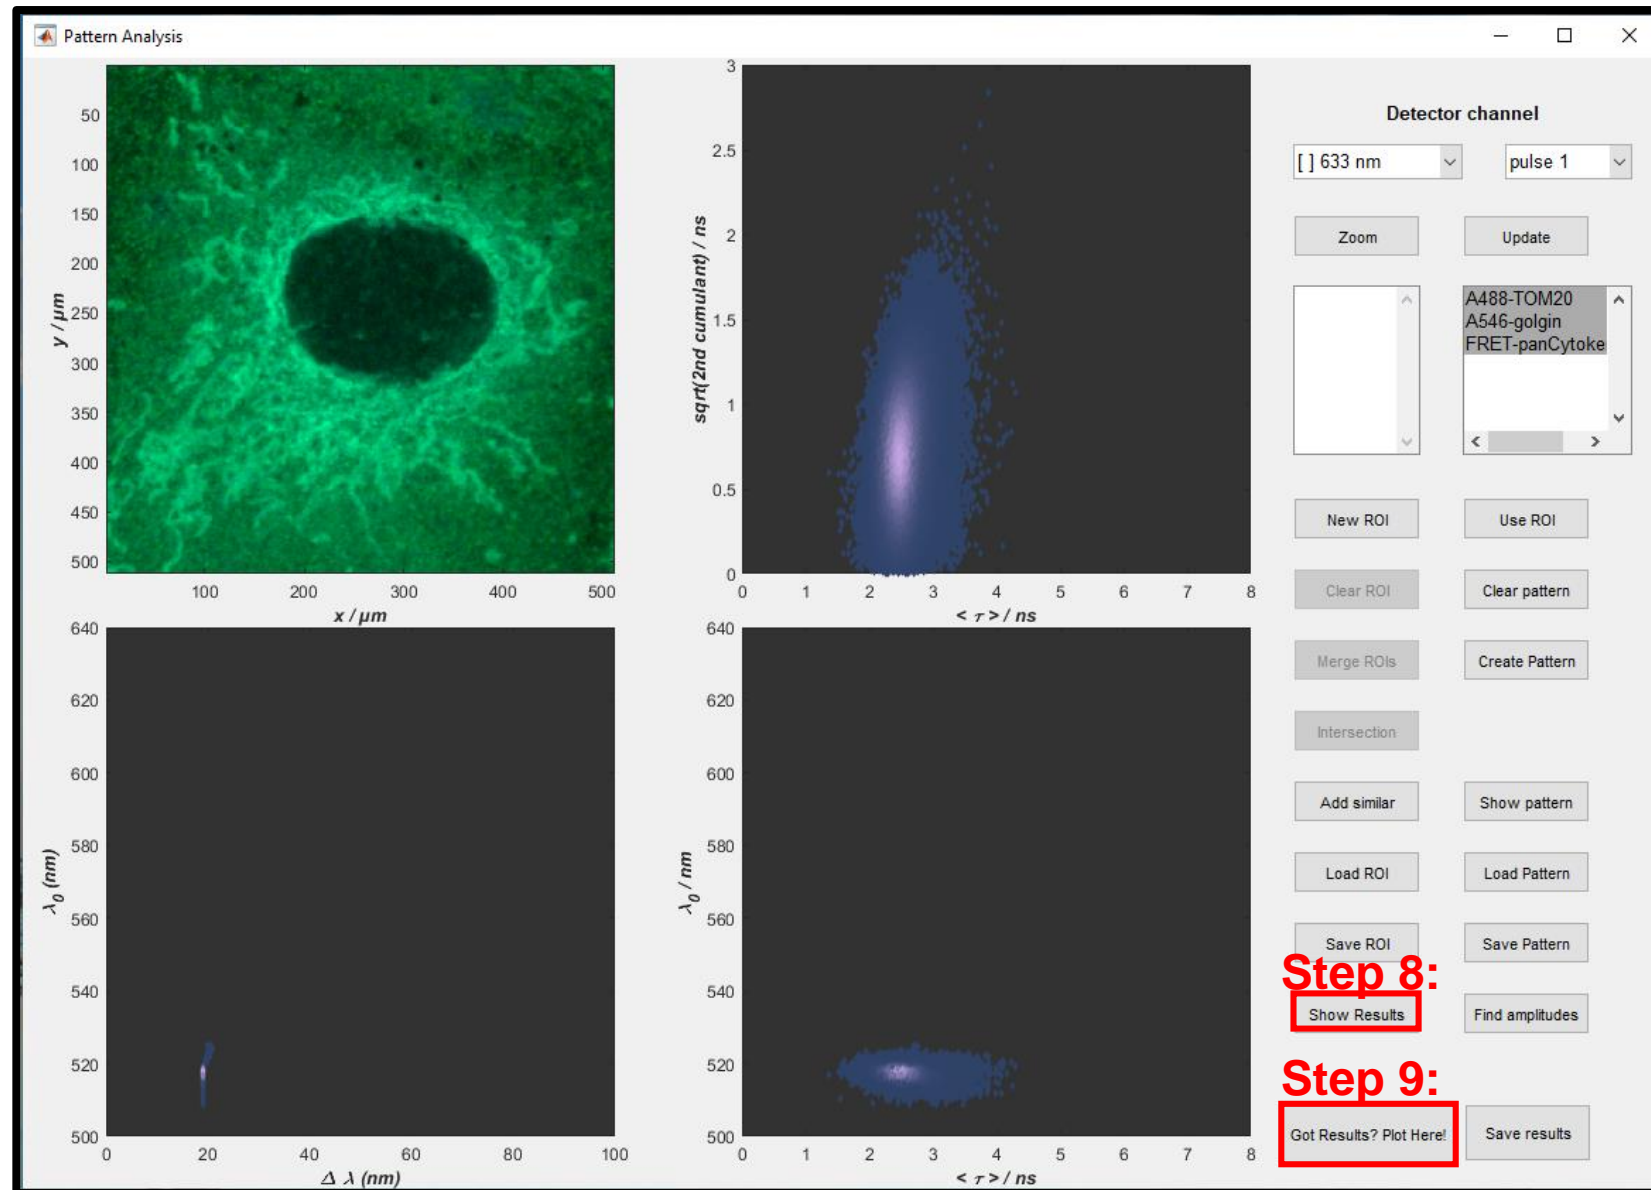 Pattern Analysis
50
100
150
200
250
300
350
400
450
500
y / μm
100 200 300 400 500
x / μm
3
2.5
2
1.5
1
0.5
0
sqrt(2nd cumulant) / ns
0 1 2 3 4 5 6 7 8
< τ > / ns
640
620
600
580
560
540
520
500
λ0 (nm)
0 20 40 60 80 100
Δ λ (nm)
640
620
600
580
560
540
520
500
λ0 / nm
0 1 2 3 4 5 6 7 8
< τ > / ns
Detector channel
[ ] 633 nm pulse 1
Zoom Update
A488-TOM20
A546-golgin
FRET-panCytoke
New ROI Use ROI
Clear ROI Clear pattern
Merge ROIs Create Pattern
Intersection
Add similar Show pattern
Load ROI Load Pattern
Save ROI Save Pattern
Step 8:
Show Results Find amplitudes
Step 9:
Got Results? Plot Here! Save results